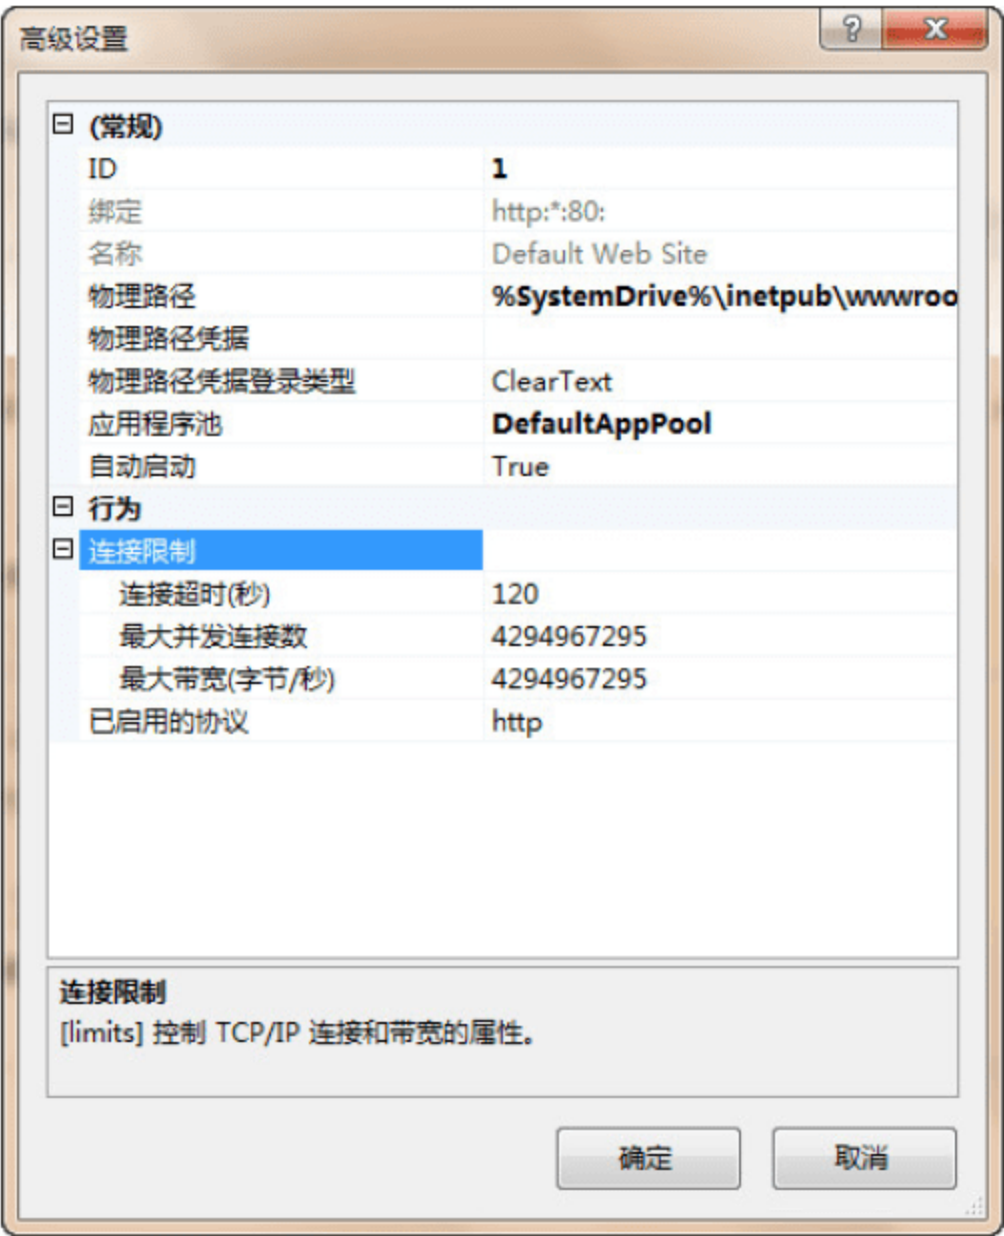 高级设置
(常规)
ID 1
绑定 http:*:80:
名称 Default Web Site
物理路径 %SystemDrive%\inetpub\wwwroo
物理路径凭据
物理路径凭据登录类型 ClearText
应用程序池 DefaultAppPool
自动启动 True
行为
连接限制
连接超时(秒) 120
最大并发连接数 4294967295
最大带宽(字节/秒) 4294967295
已启用的协议 http
连接限制
[limits] 控制 TCP/IP 连接和带宽的属性。
确定 取消